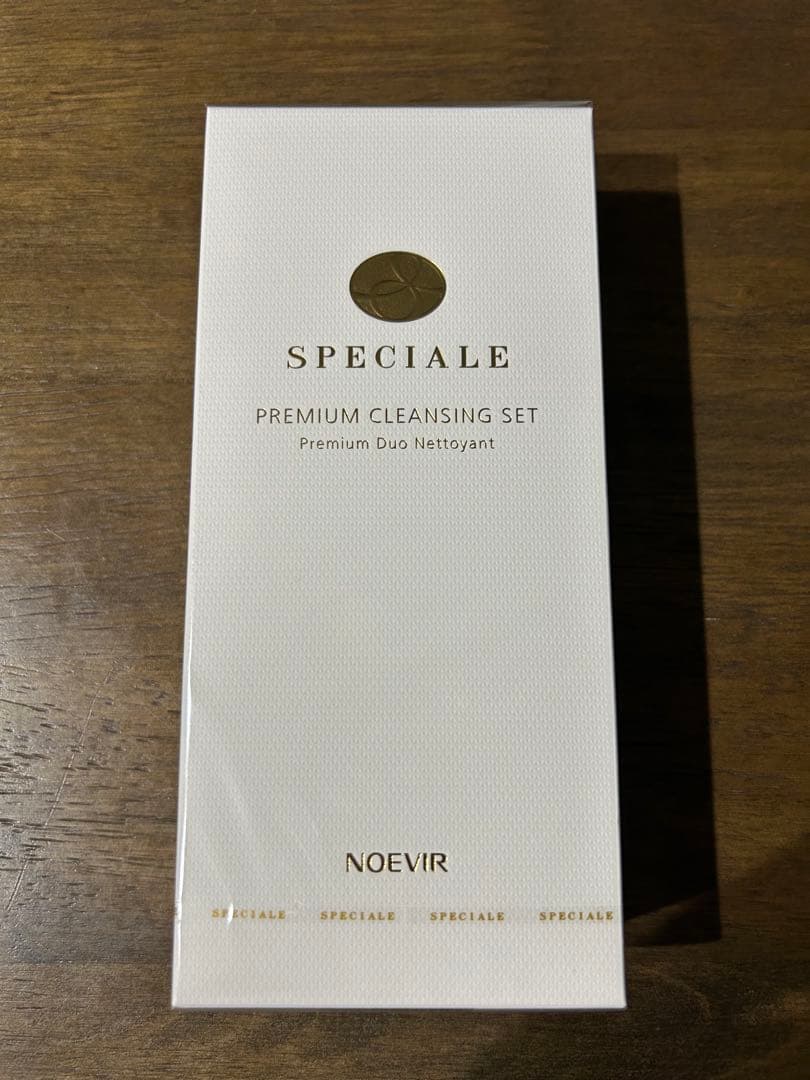 SPECIALE
PREMIUM CLEANSING SET
Premium Duo Nettoyant
NOEVIR
SPECIALE SPECIALE SPECIALE SPECIALE